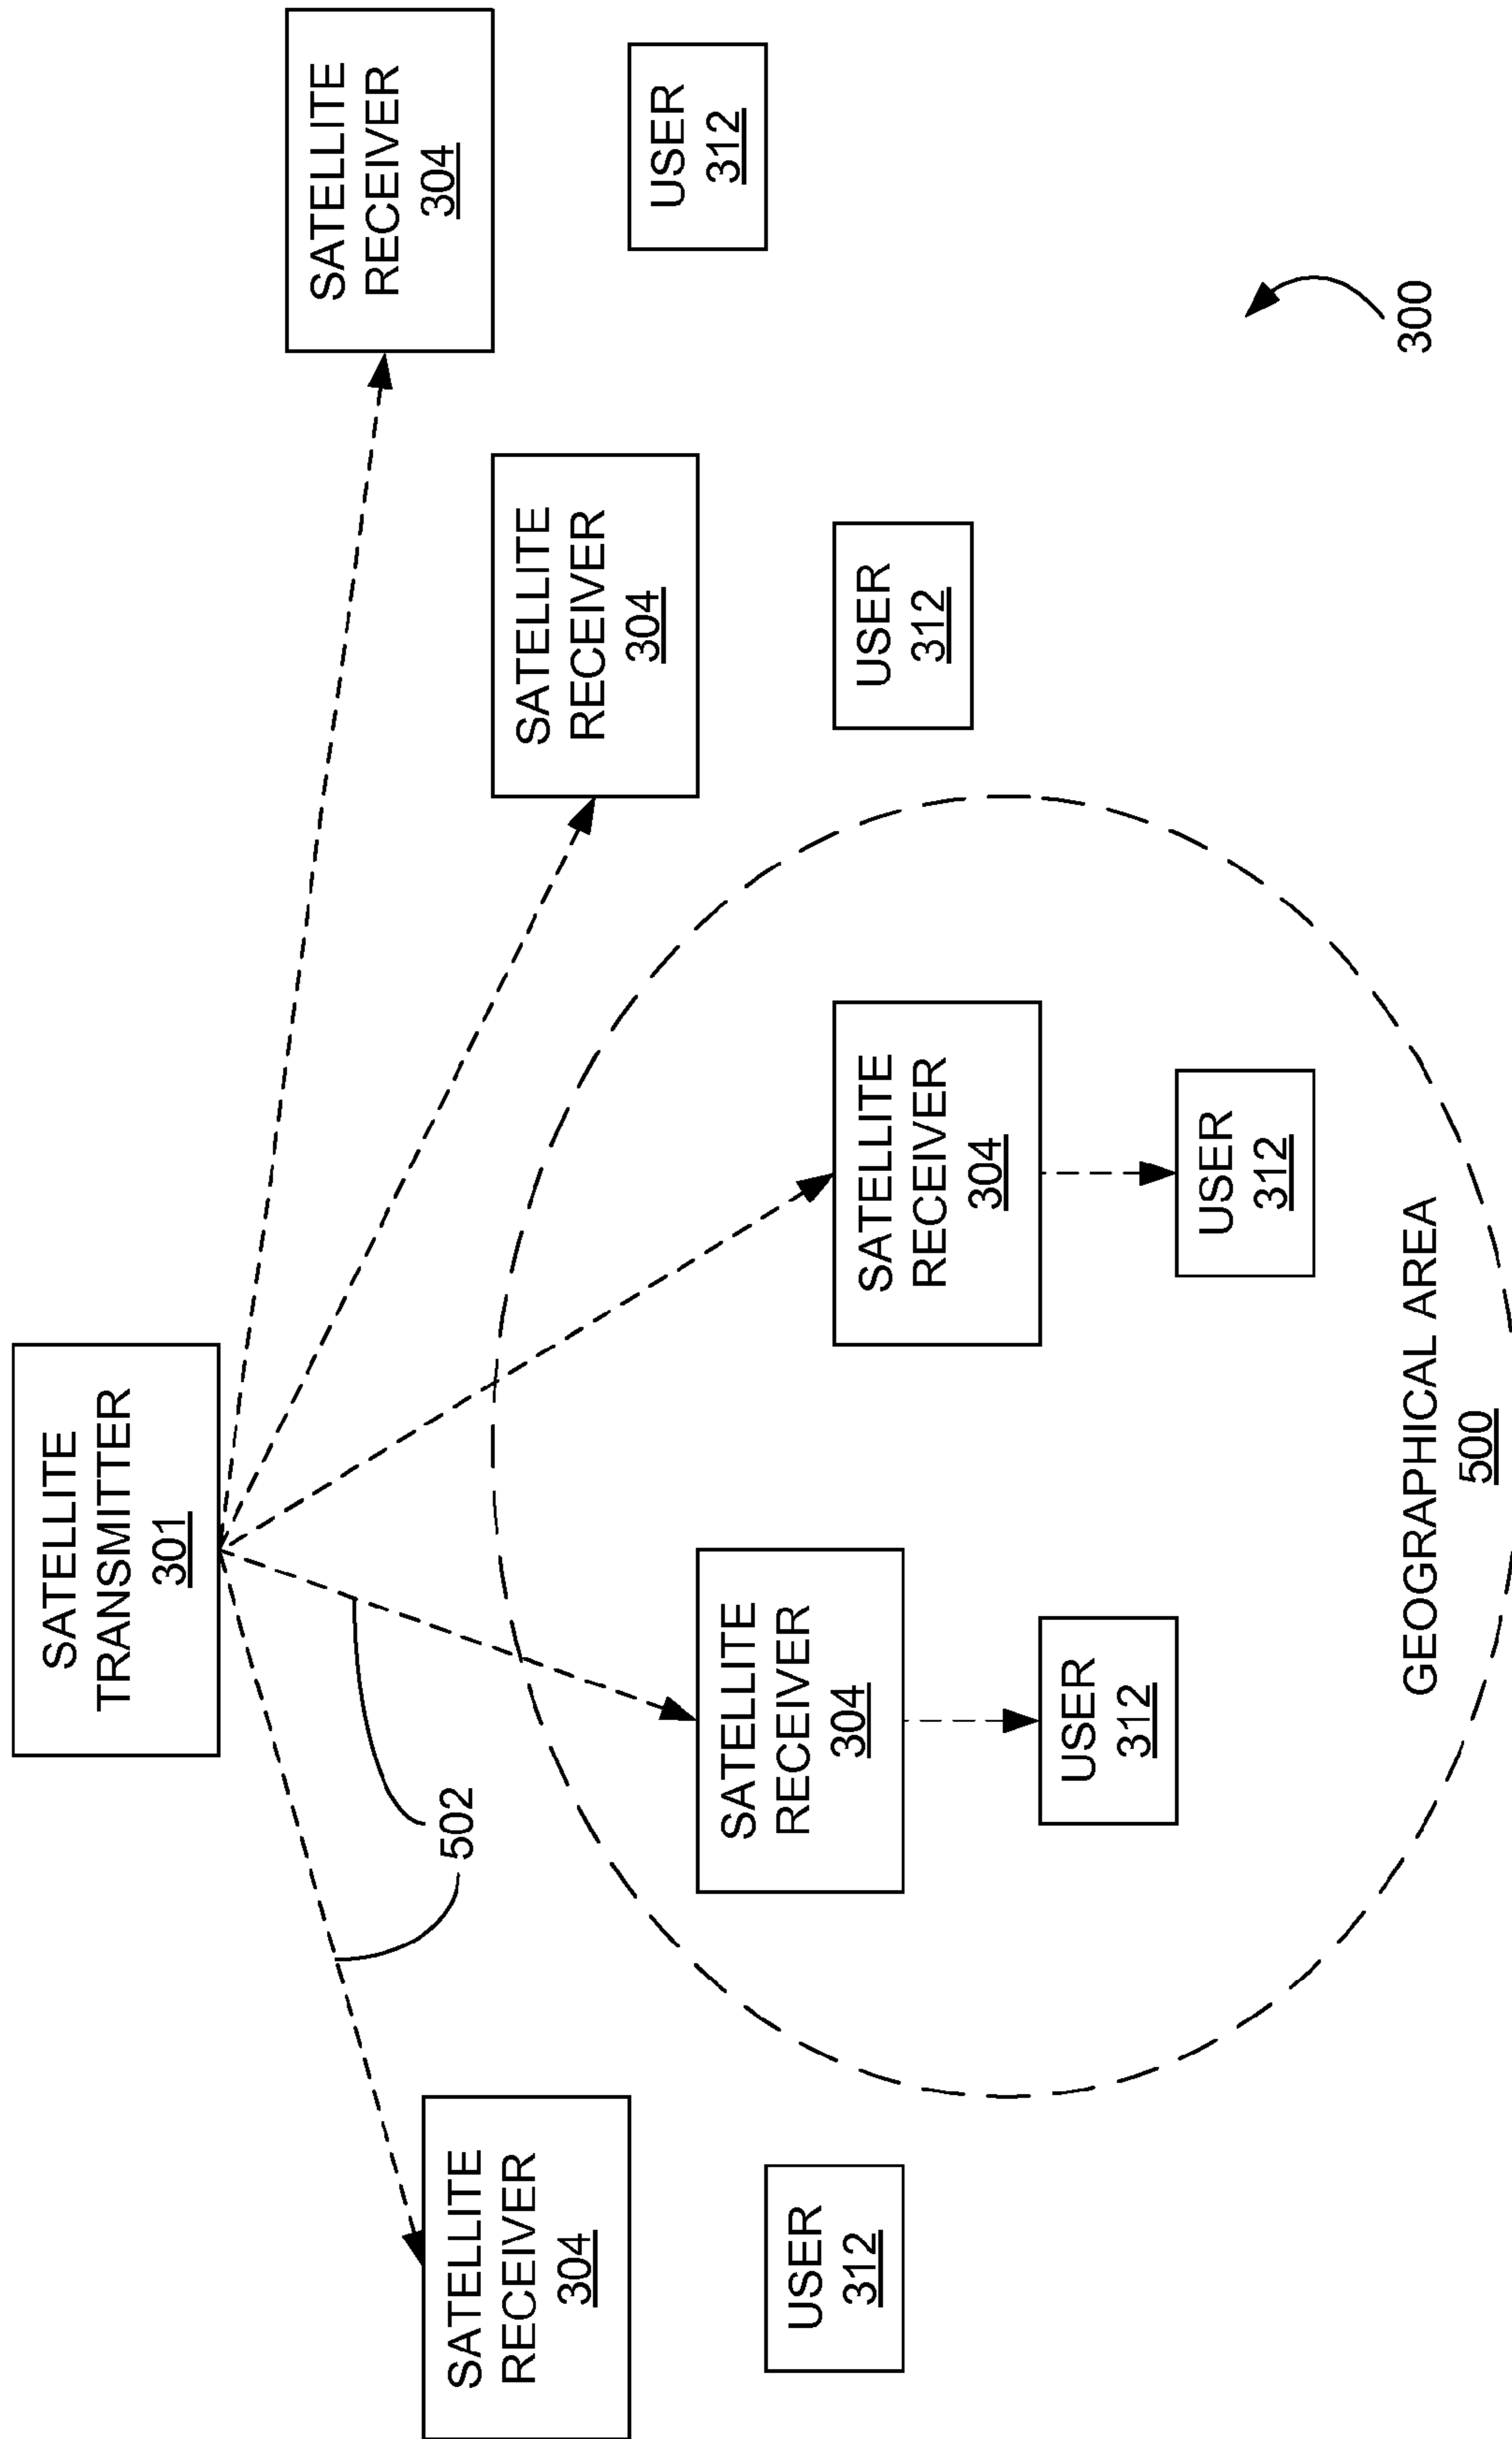 SATELLITE
TRANSMITTER
301
502
SATELLITE
RECEIVER
304
USER
312
SATELLITE
RECEIVER
304
USER
312
SATELLITE
RECEIVER
304
USER
312
SATELLITE
RECEIVER
304
USER
312
SATELLITE
RECEIVER
304
USER
312
GEOGRAPHICAL AREA
500
300